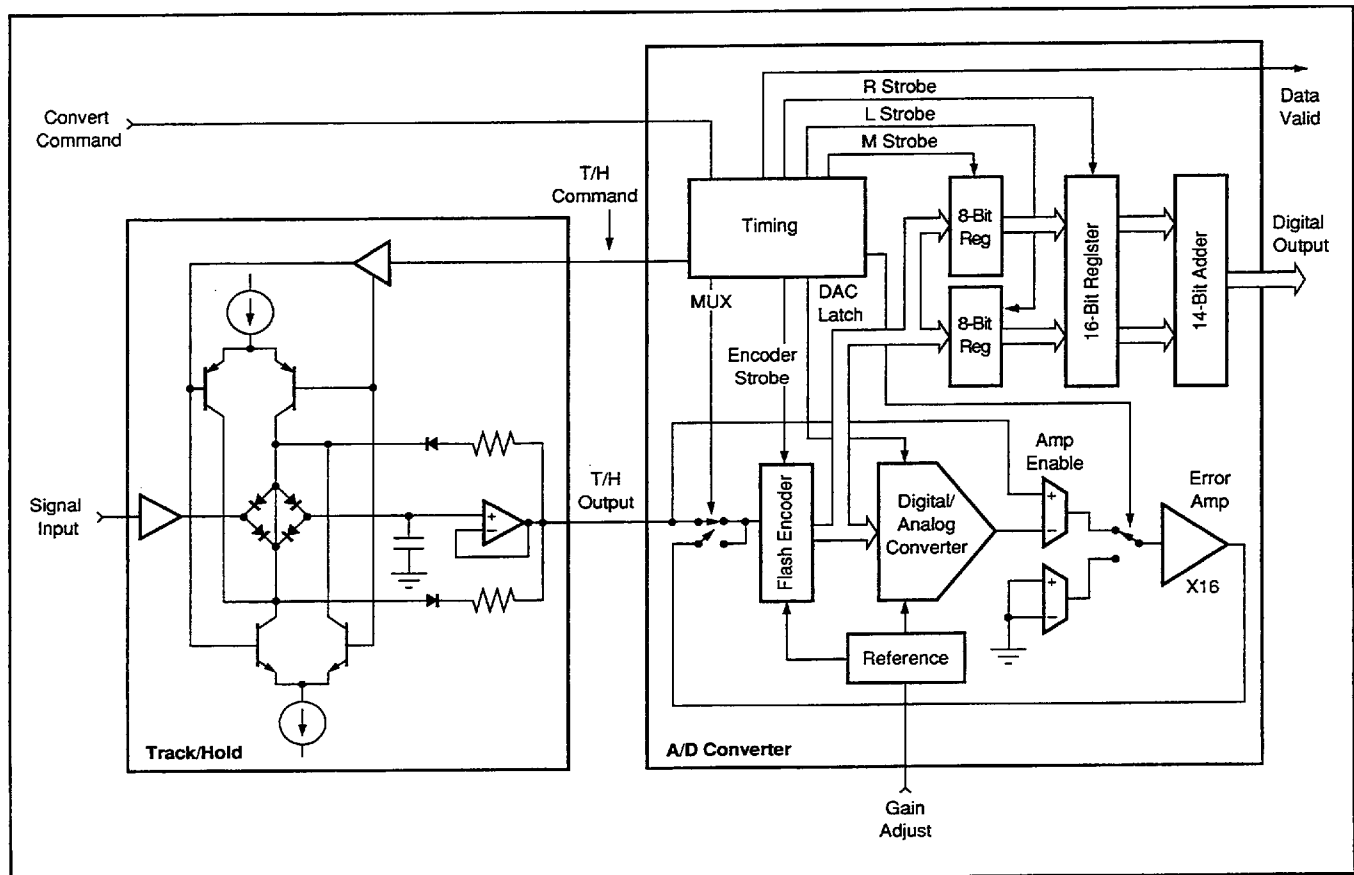 R Strobe
L Strobe
M Strobe
Data
Valid
Convert
Command
T/H
Command
Timing
8-Bit
Reg
8-Bit
Reg
16-Bit Register
14-Bit Adder
Digital
Output
MUX
DAC
Latch
Encoder
Strobe
Signal
Input
T/H
Output
Flash Encoder
Digital/
Analog
Converter
Amp
Enable
Error
Amp
X16
+
−
+
−
+
−
Reference
Track/Hold
A/D Converter
Gain
Adjust